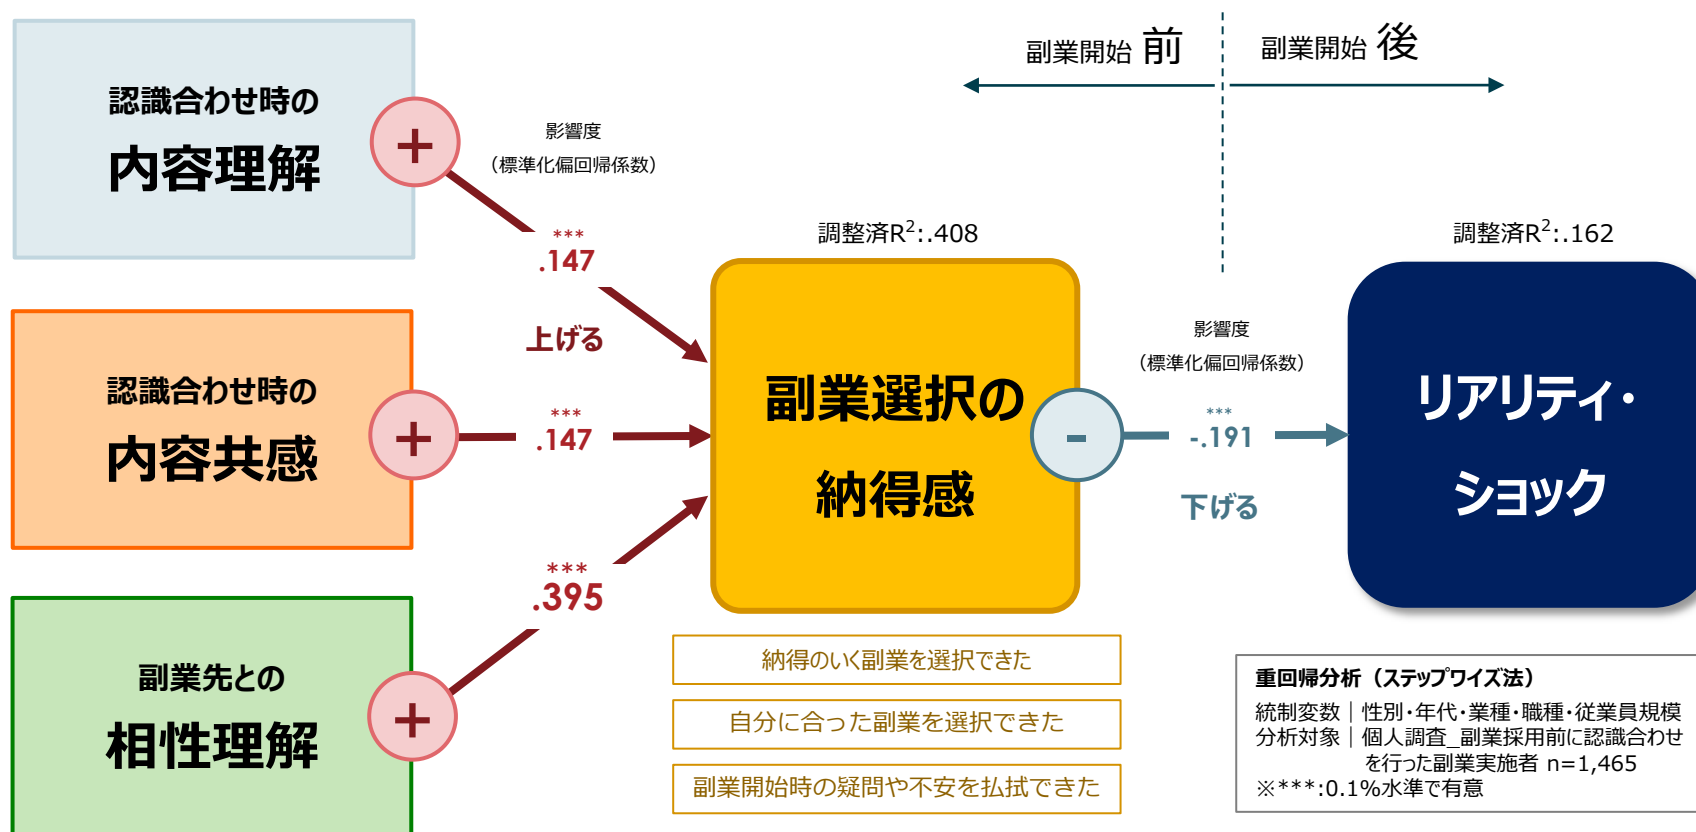 副業開始 前
副業開始 後
認識合わせ時の
内容理解
+
影響度
（標準化偏回帰係数）
***
.147
上げる
認識合わせ時の
内容共感
+
***
.147
副業先との
相性理解
+
***
.395
調整済R²:.408
副業選択の
納得感
-
影響度
（標準化偏回帰係数）
***
-.191
下げる
調整済R²:.162
リアリティ・
ショック
納得のいく副業を選択できた
自分に合った副業を選択できた
副業開始時の疑問や不安を払拭できた
重回帰分析（ステップワイズ法）
統制変数｜性別・年代・業種・職種・従業員規模
分析対象｜個人調査_副業採用前に認識合わせ
を行った副業実施者 n=1,465
※***:0.1%水準で有意